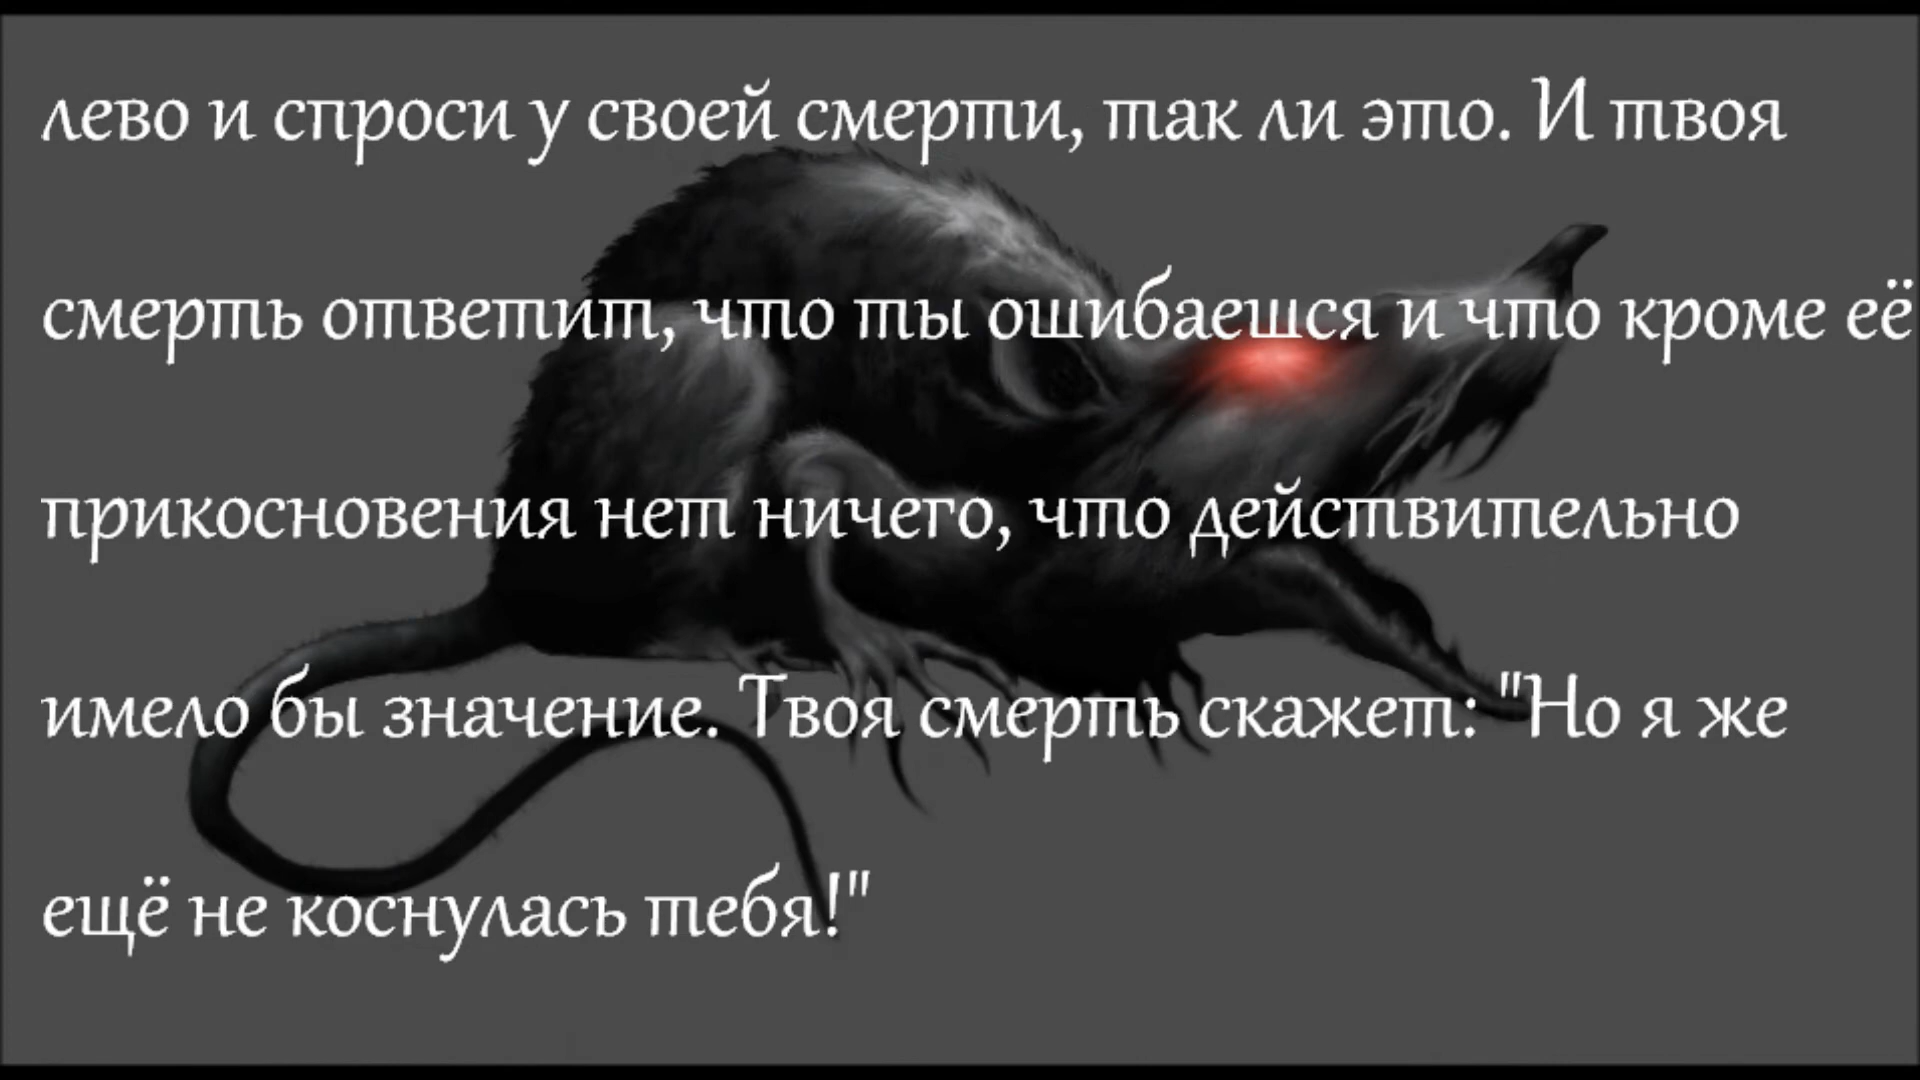 лево и спроси у своей смерти, так ли это. И твоя
смерть ответит, что ты ошибаешся и что кроме её
прикосновения нет ничего, что действительно
имело бы значение. Твоя смерть скажет: "Но я же
ещё не коснулась тебя!"